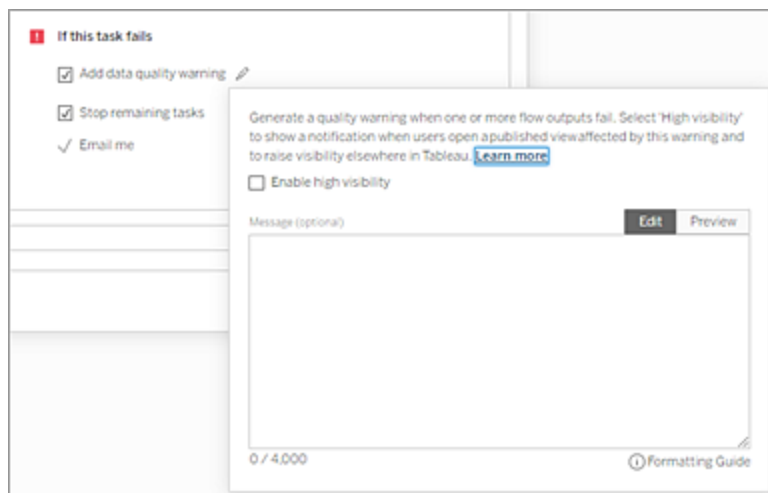 If this task fails
Add data quality warning
Stop remaining tasks
Email me
Generate a quality warning when one or more flow outputs fail. Select 'High visibility'
to show a notification when users open a published view affected by this warning and
to raise visibility elsewhere in Tableau. Learn more
Enable high visibility
Message (optional)
Edit
Preview
0 / 4,000
Formatting Guide